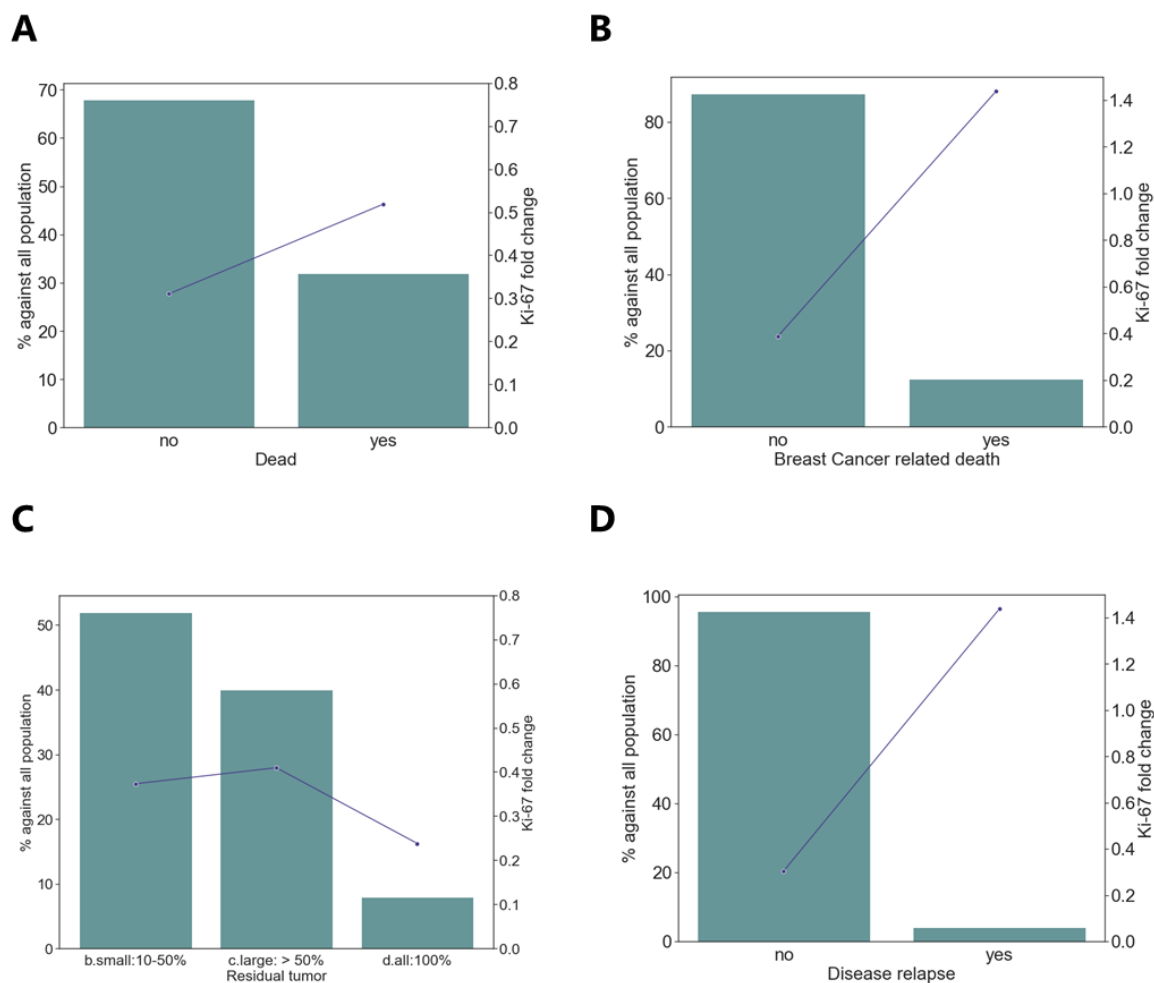 A
% against all population
70
60
50
40
30
20
10
0
0.8
0.7
0.6
0.5
0.4
0.3
0.2
0.1
0.0
Ki-67 fold change
no yes
Dead
B
% against all population
80
60
40
20
0
1.4
1.2
1.0
0.8
0.6
0.4
0.2
0.0
Ki-67 fold change
no yes
Breast Cancer related death
C
% against all population
50
40
30
20
10
0
0.8
0.7
0.6
0.5
0.4
0.3
0.2
0.1
0.0
Ki-67 fold change
b.small:10-50% c.large: > 50% d.all:100%
Residual tumor
D
% against all population
100
80
60
40
20
0
1.4
1.2
1.0
0.8
0.6
0.4
0.2
0.0
Ki-67 fold change
no yes
Disease relapse